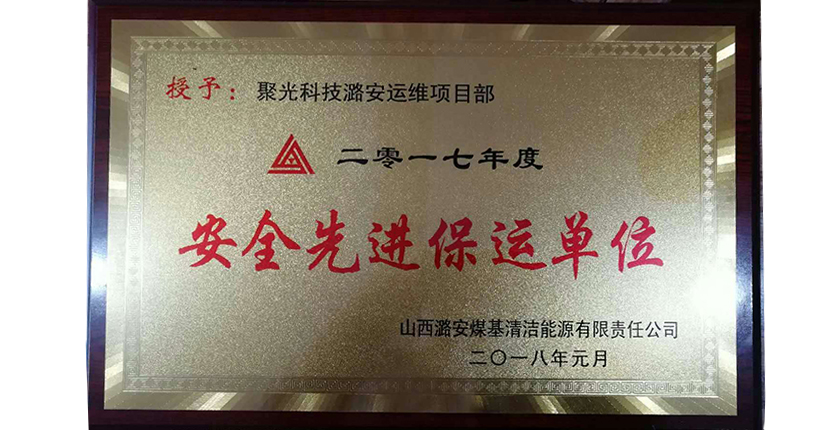 授予：聚光科技潞安运维项目部
二零一七年度
安全先进保运单位
山西潞安煤基清洁能源有限责任公司
二〇一八年元月